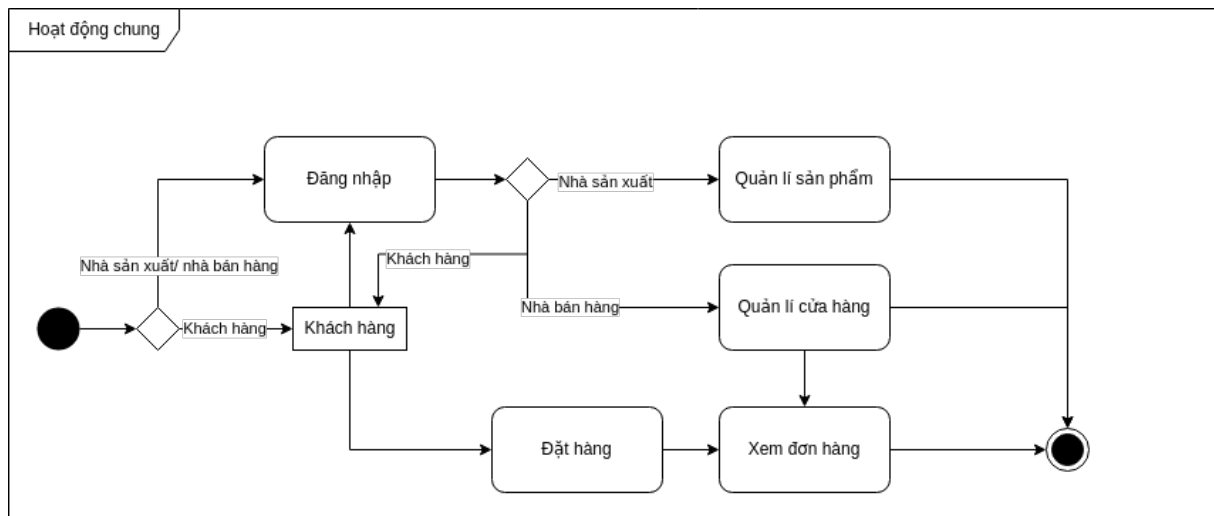 Hoạt động chung
Đăng nhập
Nhà sản xuất
Quản lí sản phẩm
Nhà sản xuất/ nhà bán hàng
Khách hàng
Nhà bán hàng
Quản lí cửa hàng
Khách hàng
Khách hàng
Đặt hàng
Xem đơn hàng